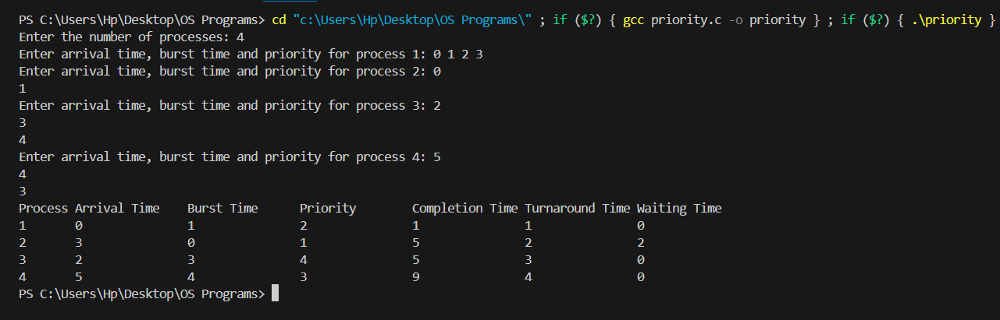 PS C:\Users\Hp\Desktop\OS Programs> cd "c:\Users\Hp\Desktop\OS Programs\" ; if ($?) { gcc priority.c -o priority } ; if ($?) { .\priority }
Enter the number of processes: 4
Enter arrival time, burst time and priority for process 1: 0 1 2 3
Enter arrival time, burst time and priority for process 2: 0
1
Enter arrival time, burst time and priority for process 3: 2
3
4
Enter arrival time, burst time and priority for process 4: 5
4
3
Process Arrival Time    Burst Time      Priority        Completion Time Turnaround Time Waiting Time
1       0               1               2               1               1               0
2       3               0               1               5               2               2
3       2               3               4               5               3               0
4       5               4               3               9               4               0
PS C:\Users\Hp\Desktop\OS Programs>